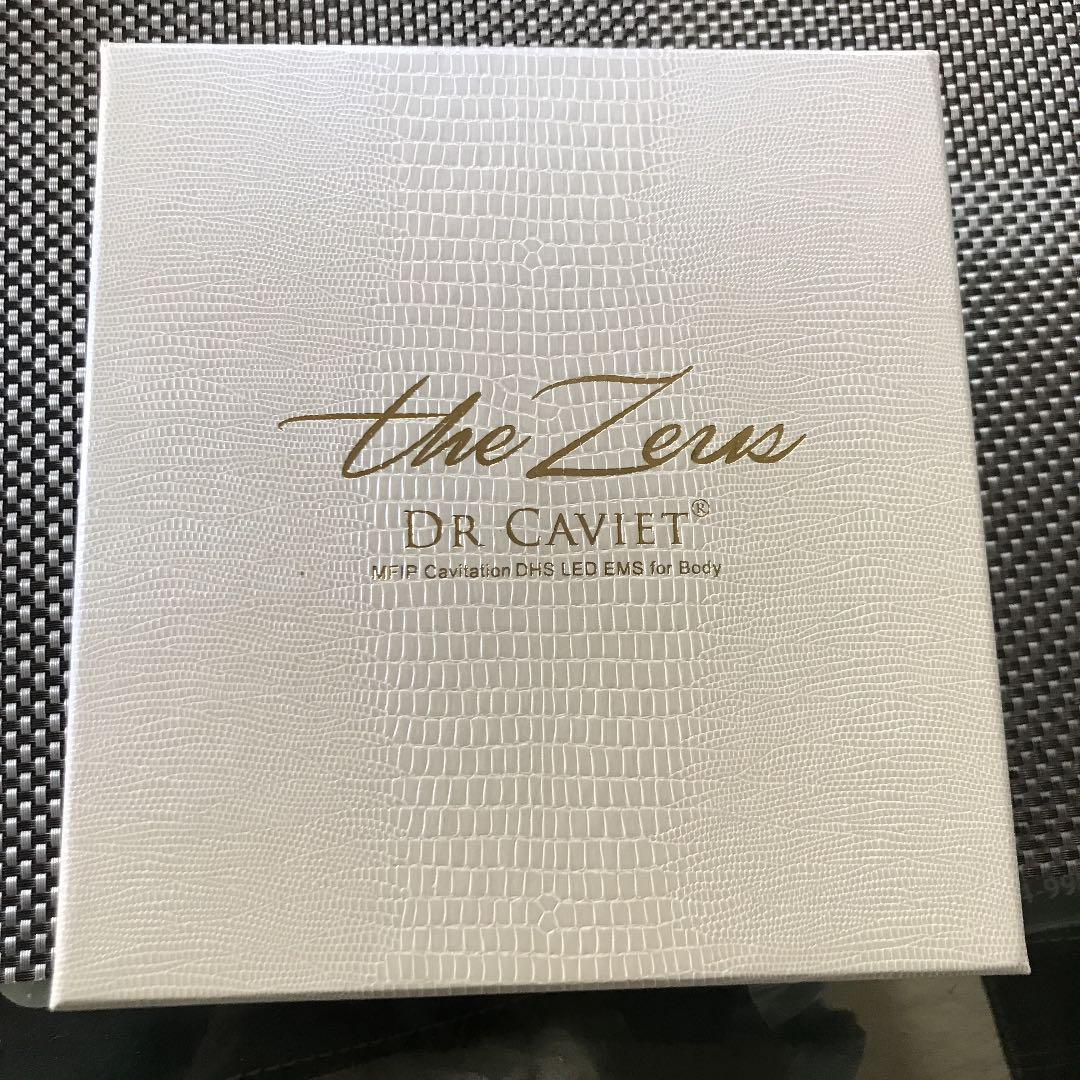 the Zeus
DR CAVIET®
MFIP Cavitation DHS LED EMS for Body